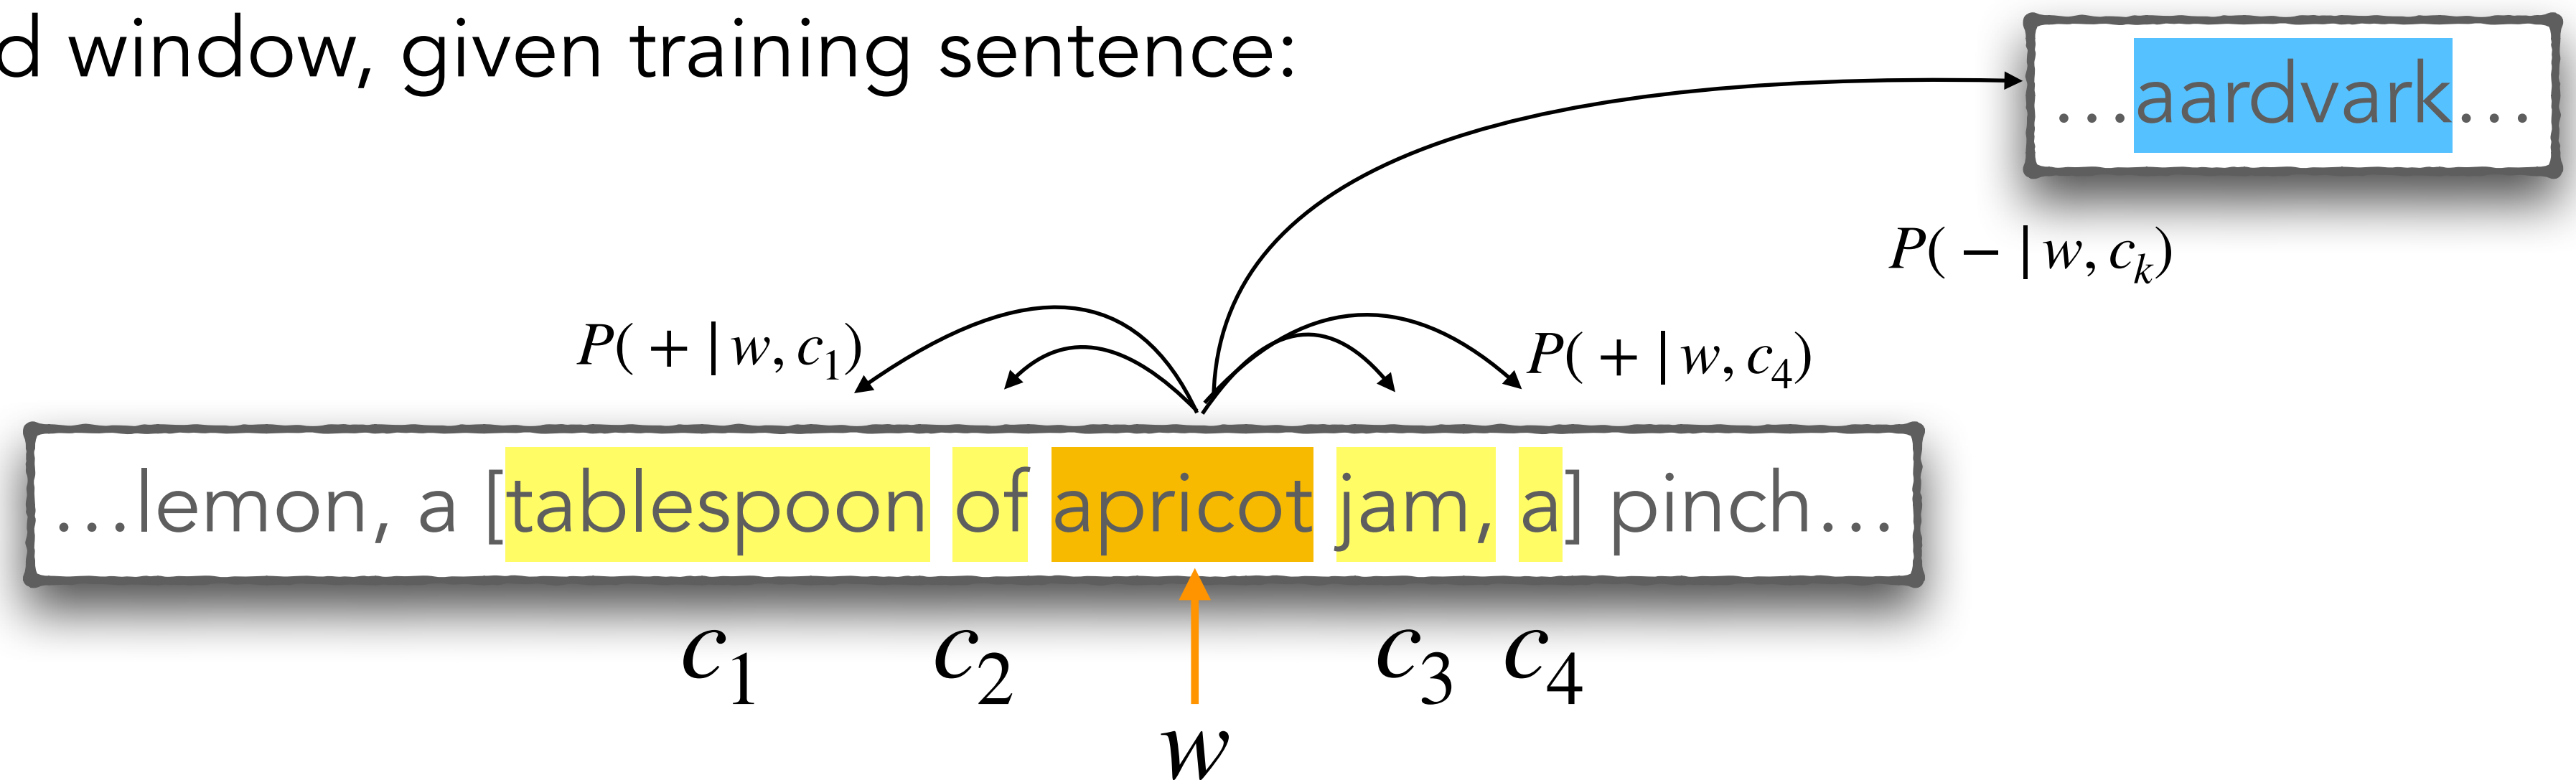 d window, given training sentence:
...aardvark...
P( − | w, c_k)
P( + | w, c_1)
P( + | w, c_4)
...lemon, a [tablespoon of apricot jam, a] pinch...
c_1 c_2 c_3 c_4
w